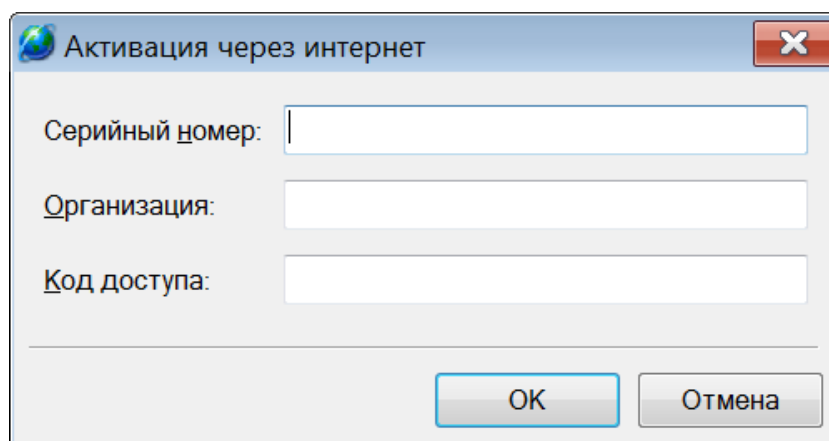 Активация через интернет
Серийный номер:
Организация:
Код доступа:
OK Отмена